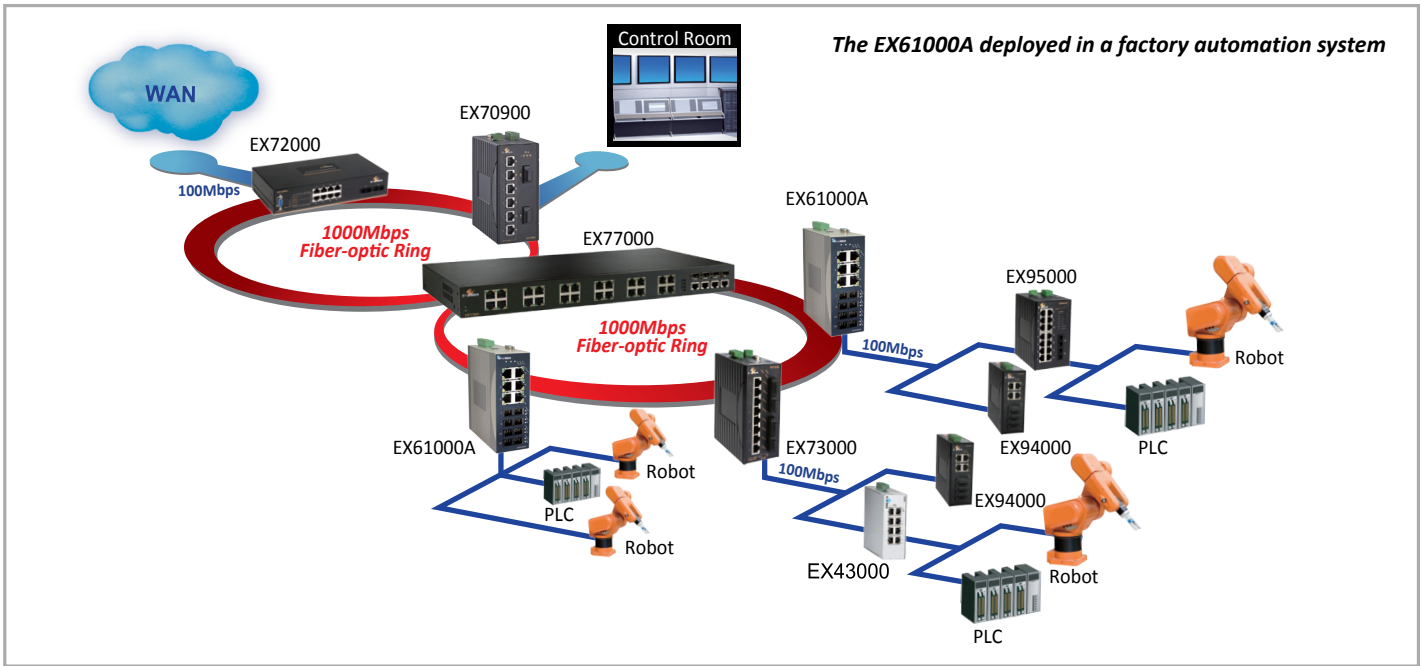 Control Room
The EX61000A deployed in a factory automation system
WAN
EX70900
EX72000
100Mbps
EX61000A
1000Mbps
Fiber-optic Ring
EX77000
EX95000
1000Mbps
Fiber-optic Ring
100Mbps
Robot
EX61000A
EX73000
EX94000
PLC
Robot
100Mbps
EX94000
PLC
Robot
EX43000
Robot
PLC